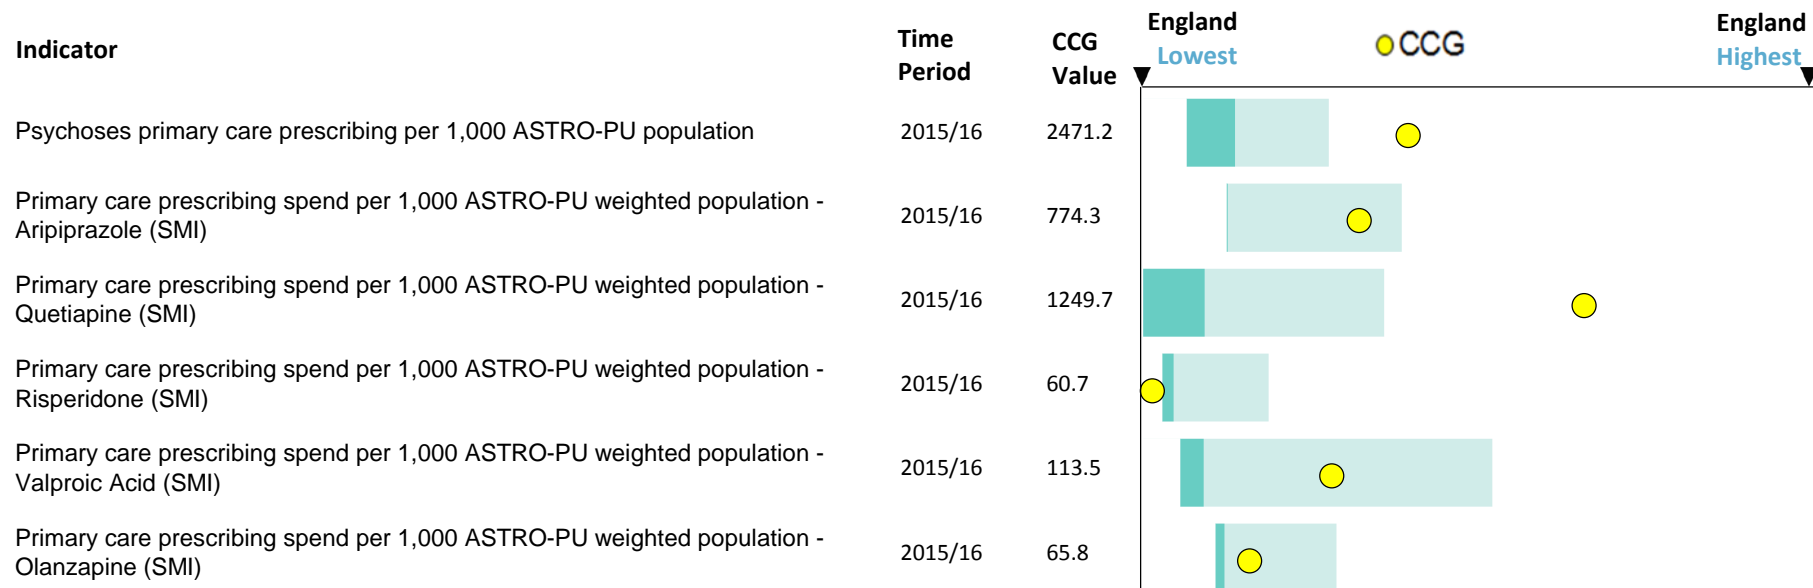 Indicator
Time Period
CCG Value
England Lowest
CCG
England Highest
Psychoses primary care prescribing per 1,000 ASTRO-PU population
2015/16
2471.2
Primary care prescribing spend per 1,000 ASTRO-PU weighted population -
Aripiprazole (SMI)
2015/16
774.3
Primary care prescribing spend per 1,000 ASTRO-PU weighted population -
Quetiapine (SMI)
2015/16
1249.7
Primary care prescribing spend per 1,000 ASTRO-PU weighted population -
Risperidone (SMI)
2015/16
60.7
Primary care prescribing spend per 1,000 ASTRO-PU weighted population -
Valproic Acid (SMI)
2015/16
113.5
Primary care prescribing spend per 1,000 ASTRO-PU weighted population -
Olanzapine (SMI)
2015/16
65.8